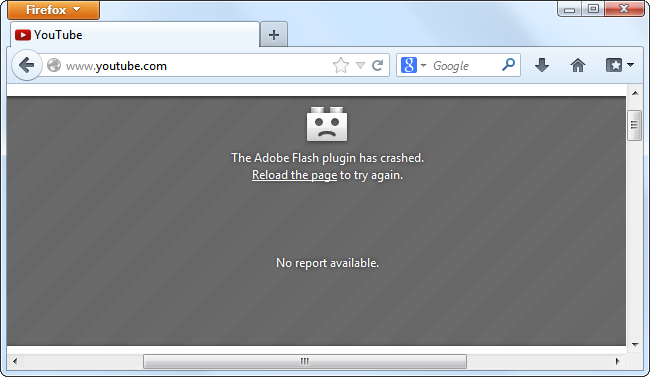 Firefox
YouTube
www.youtube.com
Google
The Adobe Flash plugin has crashed.
Reload the page to try again.
No report available.